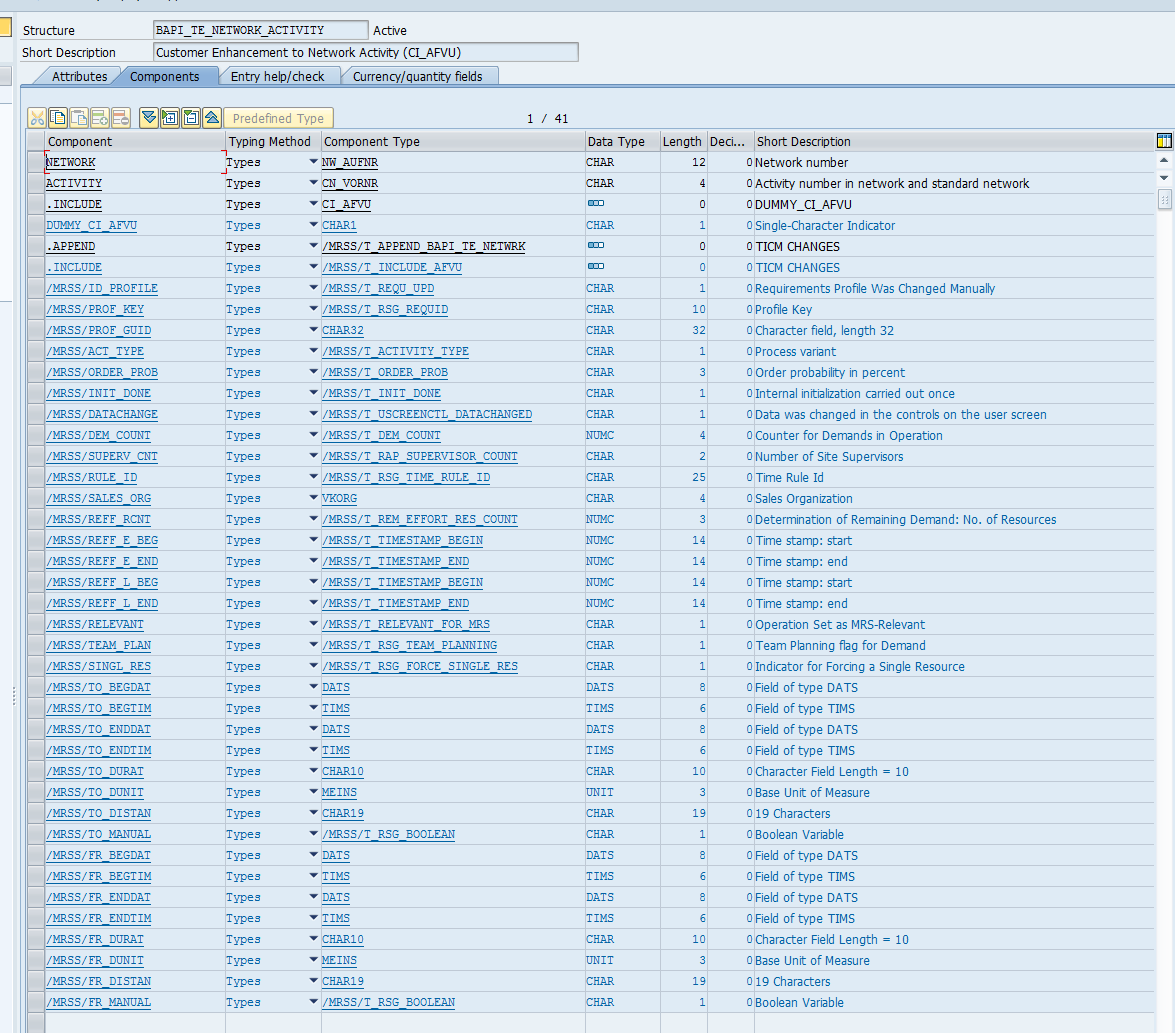 Structure BAPI_TE_NETWORK_ACTIVITY Active
Short Description Customer Enhancement to Network Activity (CI_AFVU)
Attributes Components Entry help/check Currency/quantity fields
Predefined Type 1 / 41
Component Typing Method Component Type Data Type Length Deci... Short Description
NETWORK Types NW_AUFNR CHAR 12 0 Network number
ACTIVITY Types CN_VORNR CHAR 4 0 Activity number in network and standard network
.INCLUDE Types CI_AFVU 0 0 DUMMY_CI_AFVU
DUMMY_CI_AFVU Types CHAR1 CHAR 1 0 Single-Character Indicator
.APPEND Types /MRSS/T_APPEND_BAPI_TE_NETWRK 0 0 TICM CHANGES
.INCLUDE Types /MRSS/T_INCLUDE_AFVU 0 0 TICM CHANGES
/MRSS/ID_PROFILE Types /MRSS/T_REQU_UPD CHAR 1 0 Requirements Profile Was Changed Manually
/MRSS/PROF_KEY Types /MRSS/T_RSG_REQUID CHAR 10 0 Profile Key
/MRSS/PROF_GUID Types CHAR32 CHAR 32 0 Character field, length 32
/MRSS/ACT_TYPE Types /MRSS/T_ACTIVITY_TYPE CHAR 1 0 Process variant
/MRSS/ORDER_PROB Types /MRSS/T_ORDER_PROB CHAR 3 0 Order probability in percent
/MRSS/INIT_DONE Types /MRSS/T_INIT_DONE CHAR 1 0 Internal initialization carried out once
/MRSS/DATACHANGE Types /MRSS/T_USCREENCTL_DATACHANGED CHAR 1 0 Data was changed in the controls on the user screen
/MRSS/DEM_COUNT Types /MRSS/T_DEM_COUNT NUMC 4 0 Counter for Demands in Operation
/MRSS/SUPERV_CNT Types /MRSS/T_RAP_SUPERVISOR_COUNT CHAR 2 0 Number of Site Supervisors
/MRSS/RULE_ID Types /MRSS/T_RSG_TIME_RULE_ID CHAR 25 0 Time Rule Id
/MRSS/SALES_ORG Types VKORG CHAR 4 0 Sales Organization
/MRSS/REFF_RCNT Types /MRSS/T_REM_EFFORT_RES_COUNT NUMC 3 0 Determination of Remaining Demand: No. of Resources
/MRSS/REFF_E_BEG Types /MRSS/T_TIMESTAMP_BEGIN NUMC 14 0 Time stamp: start
/MRSS/REFF_E_END Types /MRSS/T_TIMESTAMP_END NUMC 14 0 Time stamp: end
/MRSS/REFF_L_BEG Types /MRSS/T_TIMESTAMP_BEGIN NUMC 14 0 Time stamp: start
/MRSS/REFF_L_END Types /MRSS/T_TIMESTAMP_END NUMC 14 0 Time stamp: end
/MRSS/RELEVANT Types /MRSS/T_RELEVANT_FOR_MRS CHAR 1 0 Operation Set as MRS-Relevant
/MRSS/TEAM_PLAN Types /MRSS/T_RSG_TEAM_PLANNING CHAR 1 0 Team Planning flag for Demand
/MRSS/SINGL_RES Types /MRSS/T_RSG_FORCE_SINGLE_RES CHAR 1 0 Indicator for Forcing a Single Resource
/MRSS/TO_BEGDAT Types DATS DATS 8 0 Field of type DATS
/MRSS/TO_BEGTIM Types TIMS TIMS 6 0 Field of type TIMS
/MRSS/TO_ENDDAT Types DATS DATS 8 0 Field of type DATS
/MRSS/TO_ENDTIM Types TIMS TIMS 6 0 Field of type TIMS
/MRSS/TO_DURAT Types CHAR10 CHAR 10 0 Character Field Length = 10
/MRSS/TO_DUNIT Types MEINS UNIT 3 0 Base Unit of Measure
/MRSS/TO_DISTAN Types CHAR19 CHAR 19 0 19 Characters
/MRSS/TO_MANUAL Types /MRSS/T_RSG_BOOLEAN CHAR 1 0 Boolean Variable
/MRSS/FR_BEGDAT Types DATS DATS 8 0 Field of type DATS
/MRSS/FR_BEGTIM Types TIMS TIMS 6 0 Field of type TIMS
/MRSS/FR_ENDDAT Types DATS DATS 8 0 Field of type DATS
/MRSS/FR_ENDTIM Types TIMS TIMS 6 0 Field of type TIMS
/MRSS/FR_DURAT Types CHAR10 CHAR 10 0 Character Field Length = 10
/MRSS/FR_DUNIT Types MEINS UNIT 3 0 Base Unit of Measure
/MRSS/FR_DISTAN Types CHAR19 CHAR 19 0 19 Characters
/MRSS/FR_MANUAL Types /MRSS/T_RSG_BOOLEAN CHAR 1 0 Boolean Variable